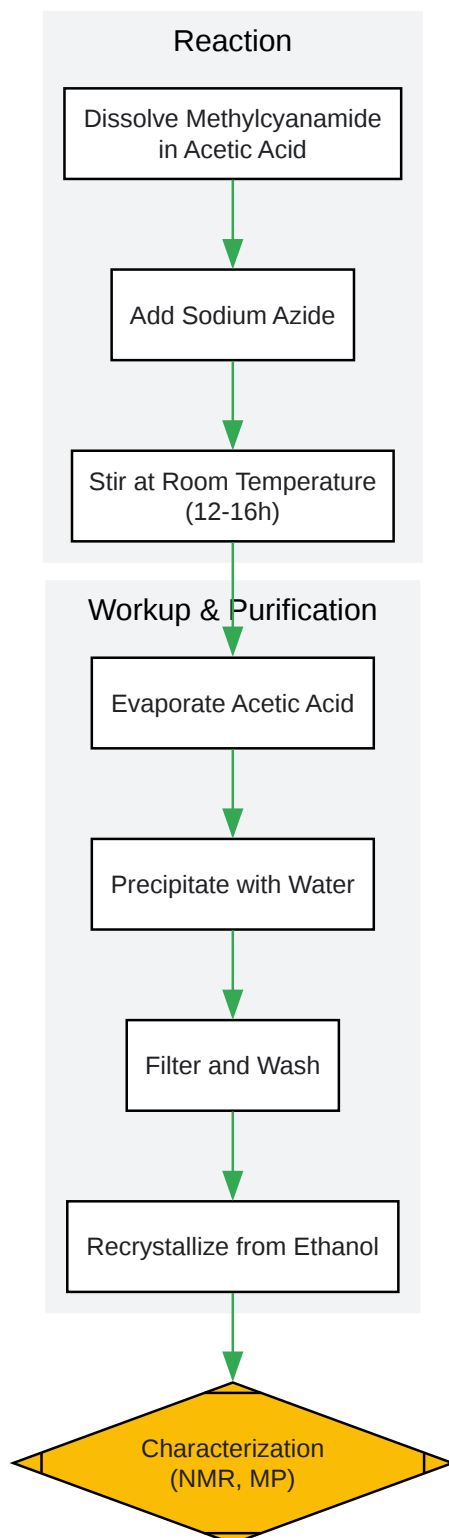 Reaction
Dissolve Methylcyanamide
in Acetic Acid
Add Sodium Azide
Stir at Room Temperature
(12-16h)
Workup & Purification
Evaporate Acetic Acid
Precipitate with Water
Filter and Wash
Recrystallize from Ethanol
Characterization
(NMR, MP)